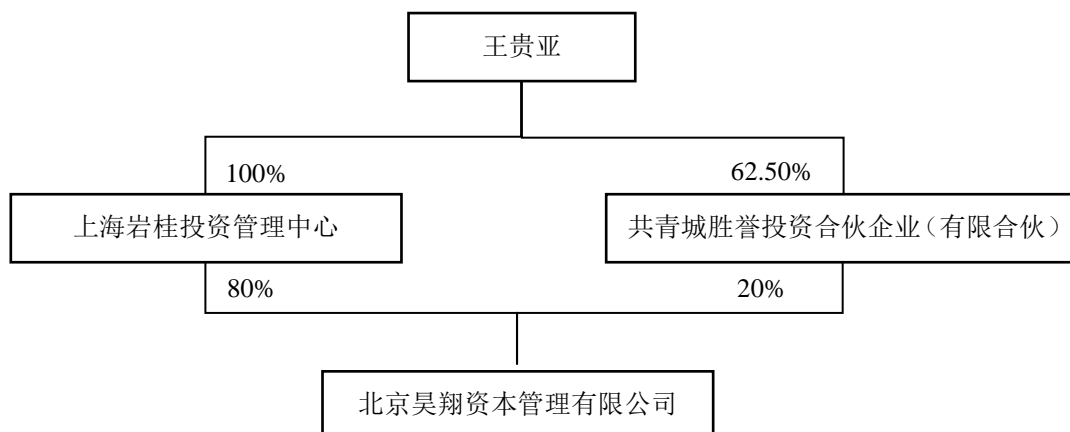 王贵亚
100%
62.50%
上海岩桂投资管理中心
共青城胜誉投资合伙企业（有限合伙）
80%
20%
北京昊翔资本管理有限公司